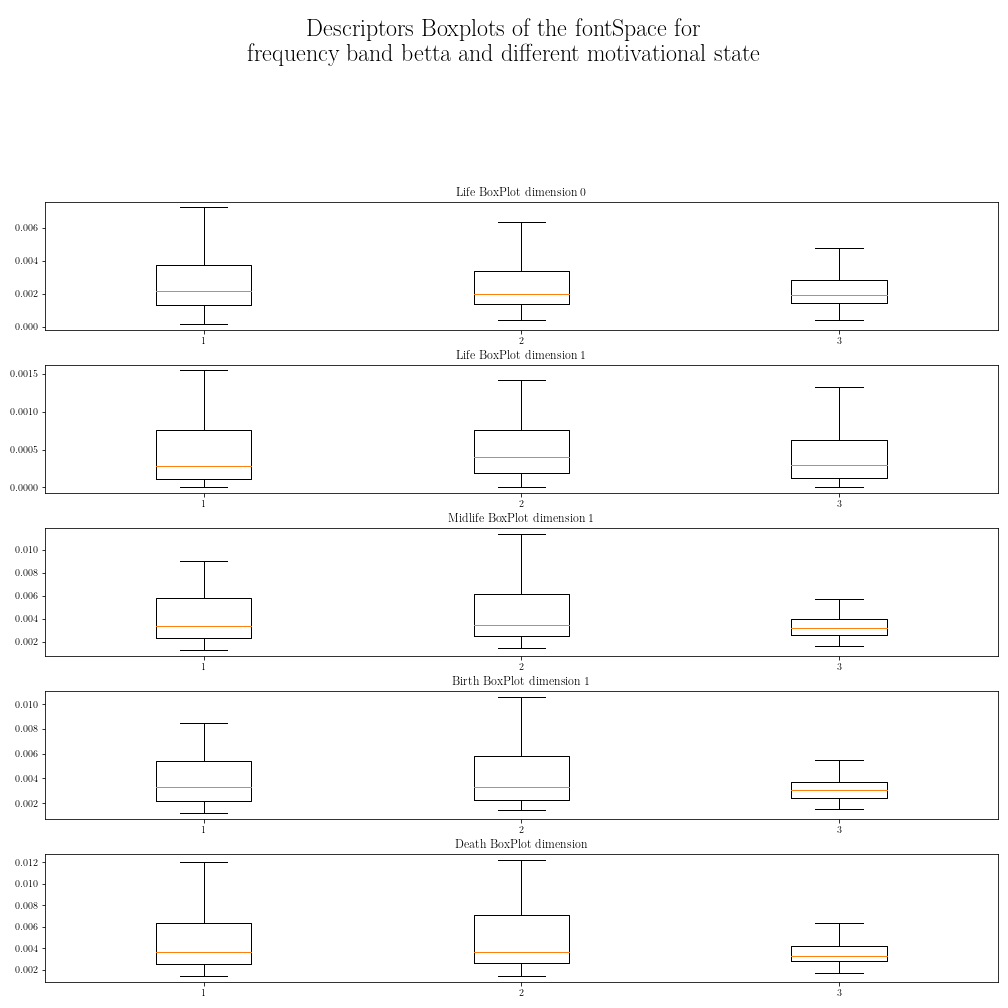 Descriptors Boxplots of the fontSpace for
frequency band betta and different motivational state
Life BoxPlot dimension 0
0.006
0.004
0.002
0.000
1 2 3
Life BoxPlot dimension 1
0.0015
0.0010
0.0005
0.0000
1 2 3
Midlife BoxPlot dimension 1
0.010
0.008
0.006
0.004
0.002
1 2 3
Birth BoxPlot dimension 1
0.010
0.008
0.006
0.004
0.002
1 2 3
Death BoxPlot dimension
0.012
0.010
0.008
0.006
0.004
0.002
1 2 3